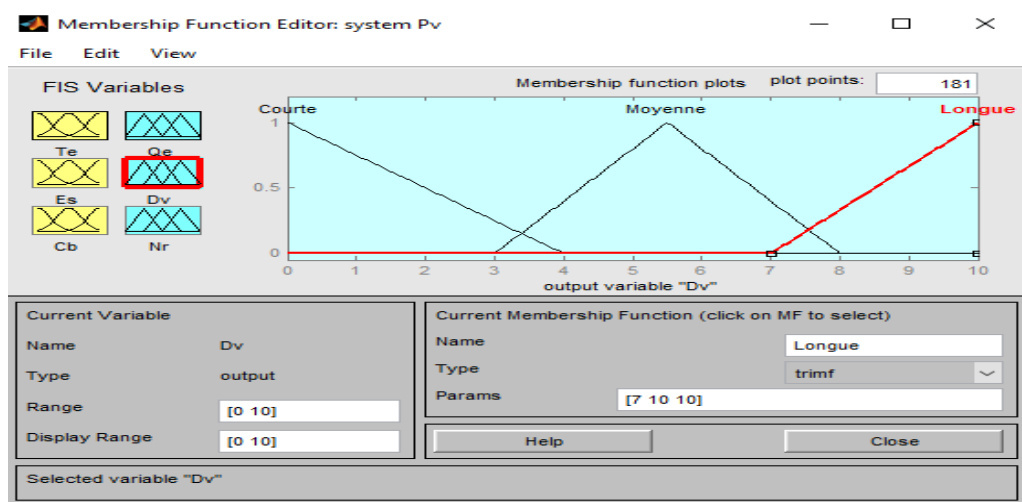 Membership Function Editor: system Pv
File Edit View
FIS Variables
Membership function plots plot points: 181
Te Qe
Es Dv
Cb Nr
Courte Moyenne Longue
1
0.5
0
0 1 2 3 4 5 6 7 8 9 10
output variable "Dv"
Current Variable
Name Dv
Type output
Range [0 10]
Display Range [0 10]
Current Membership Function (click on MF to select)
Name Longue
Type trimf
Params [7 10 10]
Help Close
Selected variable "Dv"